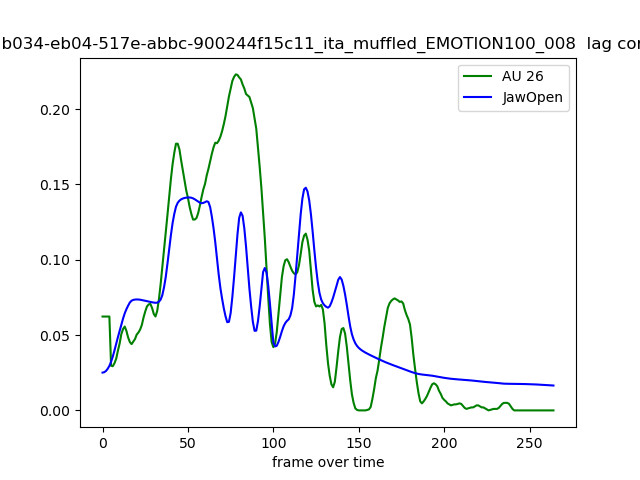 b034-eb04-517e-abbc-900244f15c11_ita_muffled_EMOTION100_008 lag cor
AU 26
JawOpen
0.20
0.15
0.10
0.05
0.00
0 50 100 150 200 250
frame over time